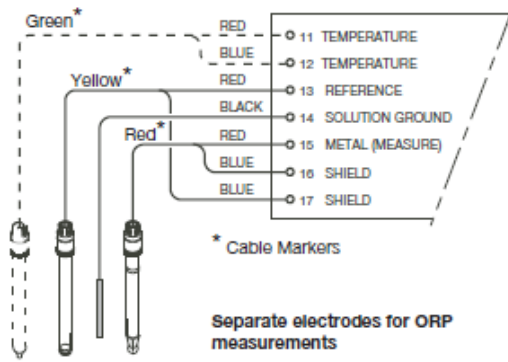 Green*
RED
11 TEMPERATURE
BLUE
12 TEMPERATURE
Yellow*
RED
13 REFERENCE
BLACK
14 SOLUTION GROUND
Red*
RED
15 METAL (MEASURE)
BLUE
16 SHIELD
BLUE
17 SHIELD
* Cable Markers
Separate electrodes for ORP
measurements